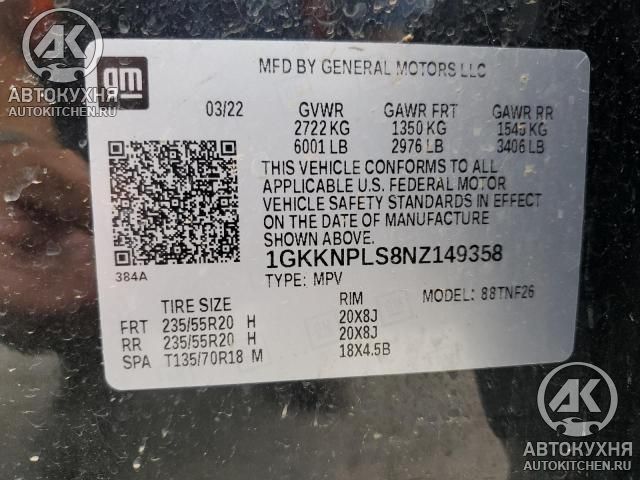 АВТОКУХНЯ
AUTOKITCHEN.RU
gm
MFD BY GENERAL MOTORS LLC
03/22 GVWR GAWR FRT GAWR RR
2722 KG 1350 KG 1545 KG
6001 LB 2976 LB 3406 LB
THIS VEHICLE CONFORMS TO ALL
APPLICABLE U.S. FEDERAL MOTOR
VEHICLE SAFETY STANDARDS IN EFFECT
ON THE DATE OF MANUFACTURE
SHOWN ABOVE.
384A
1GKKNPLS8NZ149358
TYPE: MPV MODEL: 88TNF26
TIRE SIZE RIM
FRT 235/55R20 H 20X8J
RR 235/55R20 H 20X8J
SPA T135/70R18 M 18X4.5B
АК
АВТОКУХНЯ
AUTOKITCHEN.RU